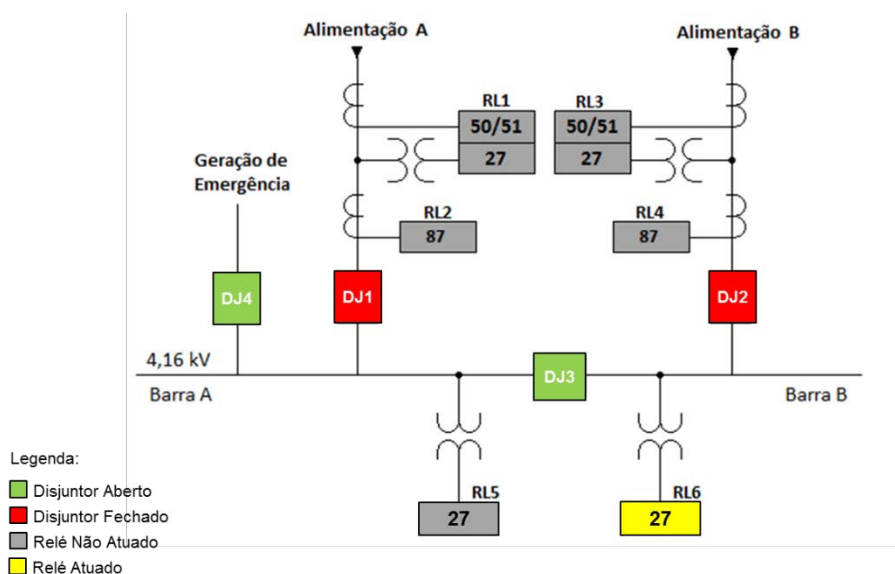 Alimentação A
Alimentação B
RL1
RL3
50/51
50/51
27
27
Geração de
Emergência
RL2
RL4
87
87
DJ4
DJ1
DJ2
4,16 kV
DJ3
Barra A
Barra B
Legenda:
Disjuntor Aberto
Disjuntor Fechado
Relé Não Atuado
Relé Atuado
RL5
RL6
27
27